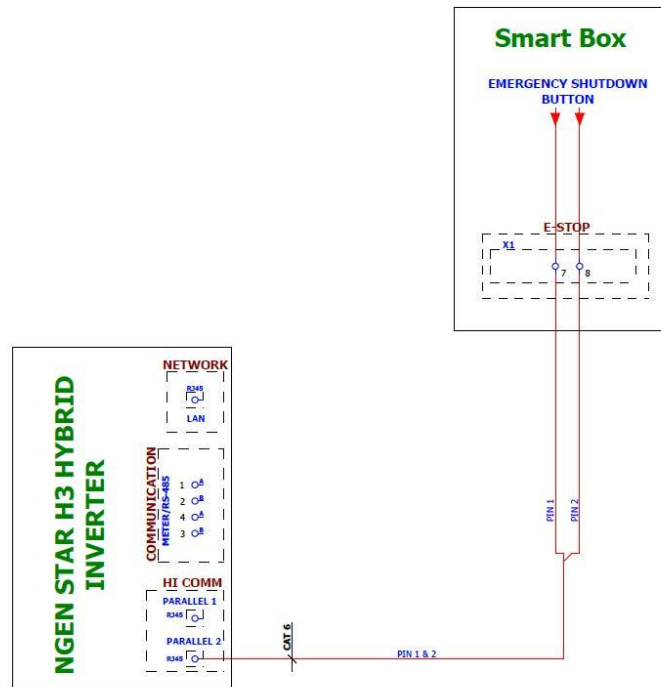 Smart Box
EMERGENCY SHUTDOWN
BUTTON
E-STOP
X1
7
8
NGEN STAR H3 HYBRID
INVERTER
NETWORK
RJ45
LAN
COMMUNICATION
METER/RS-485
1 A
2 B
4 A
3 B
HI COMM
PARALLEL 1
RJ45
PARALLEL 2
RJ45
CAT 6
PIN 1 & 2
PIN 1
PIN 2